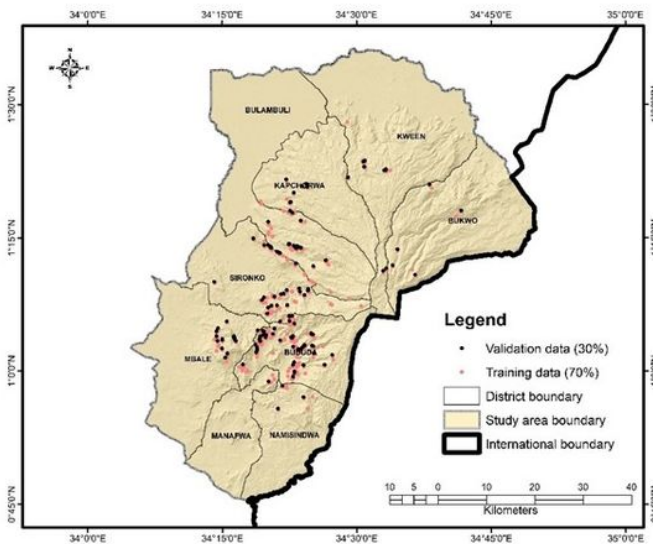 34°0'0"E 34°15'0"E 34°30'0"E 34°45'0"E 35°0'0"E
N
W E
S
1°30'0"N
BULAMBULI
KWEEN
KAPCHORWA
BUKWO
1°15'0"N
SIRONKO
Legend
Validation data (30%)
Training data (70%)
District boundary
Study area boundary
International boundary
MBALE
BUDUDA
1°0'0"N
MANAFWA
NAMISINDWA
10 5 0 10 20 30 40
Kilometers
0°45'0"N
34°0'0"E 34°15'0"E 34°30'0"E 34°45'0"E 35°0'0"E